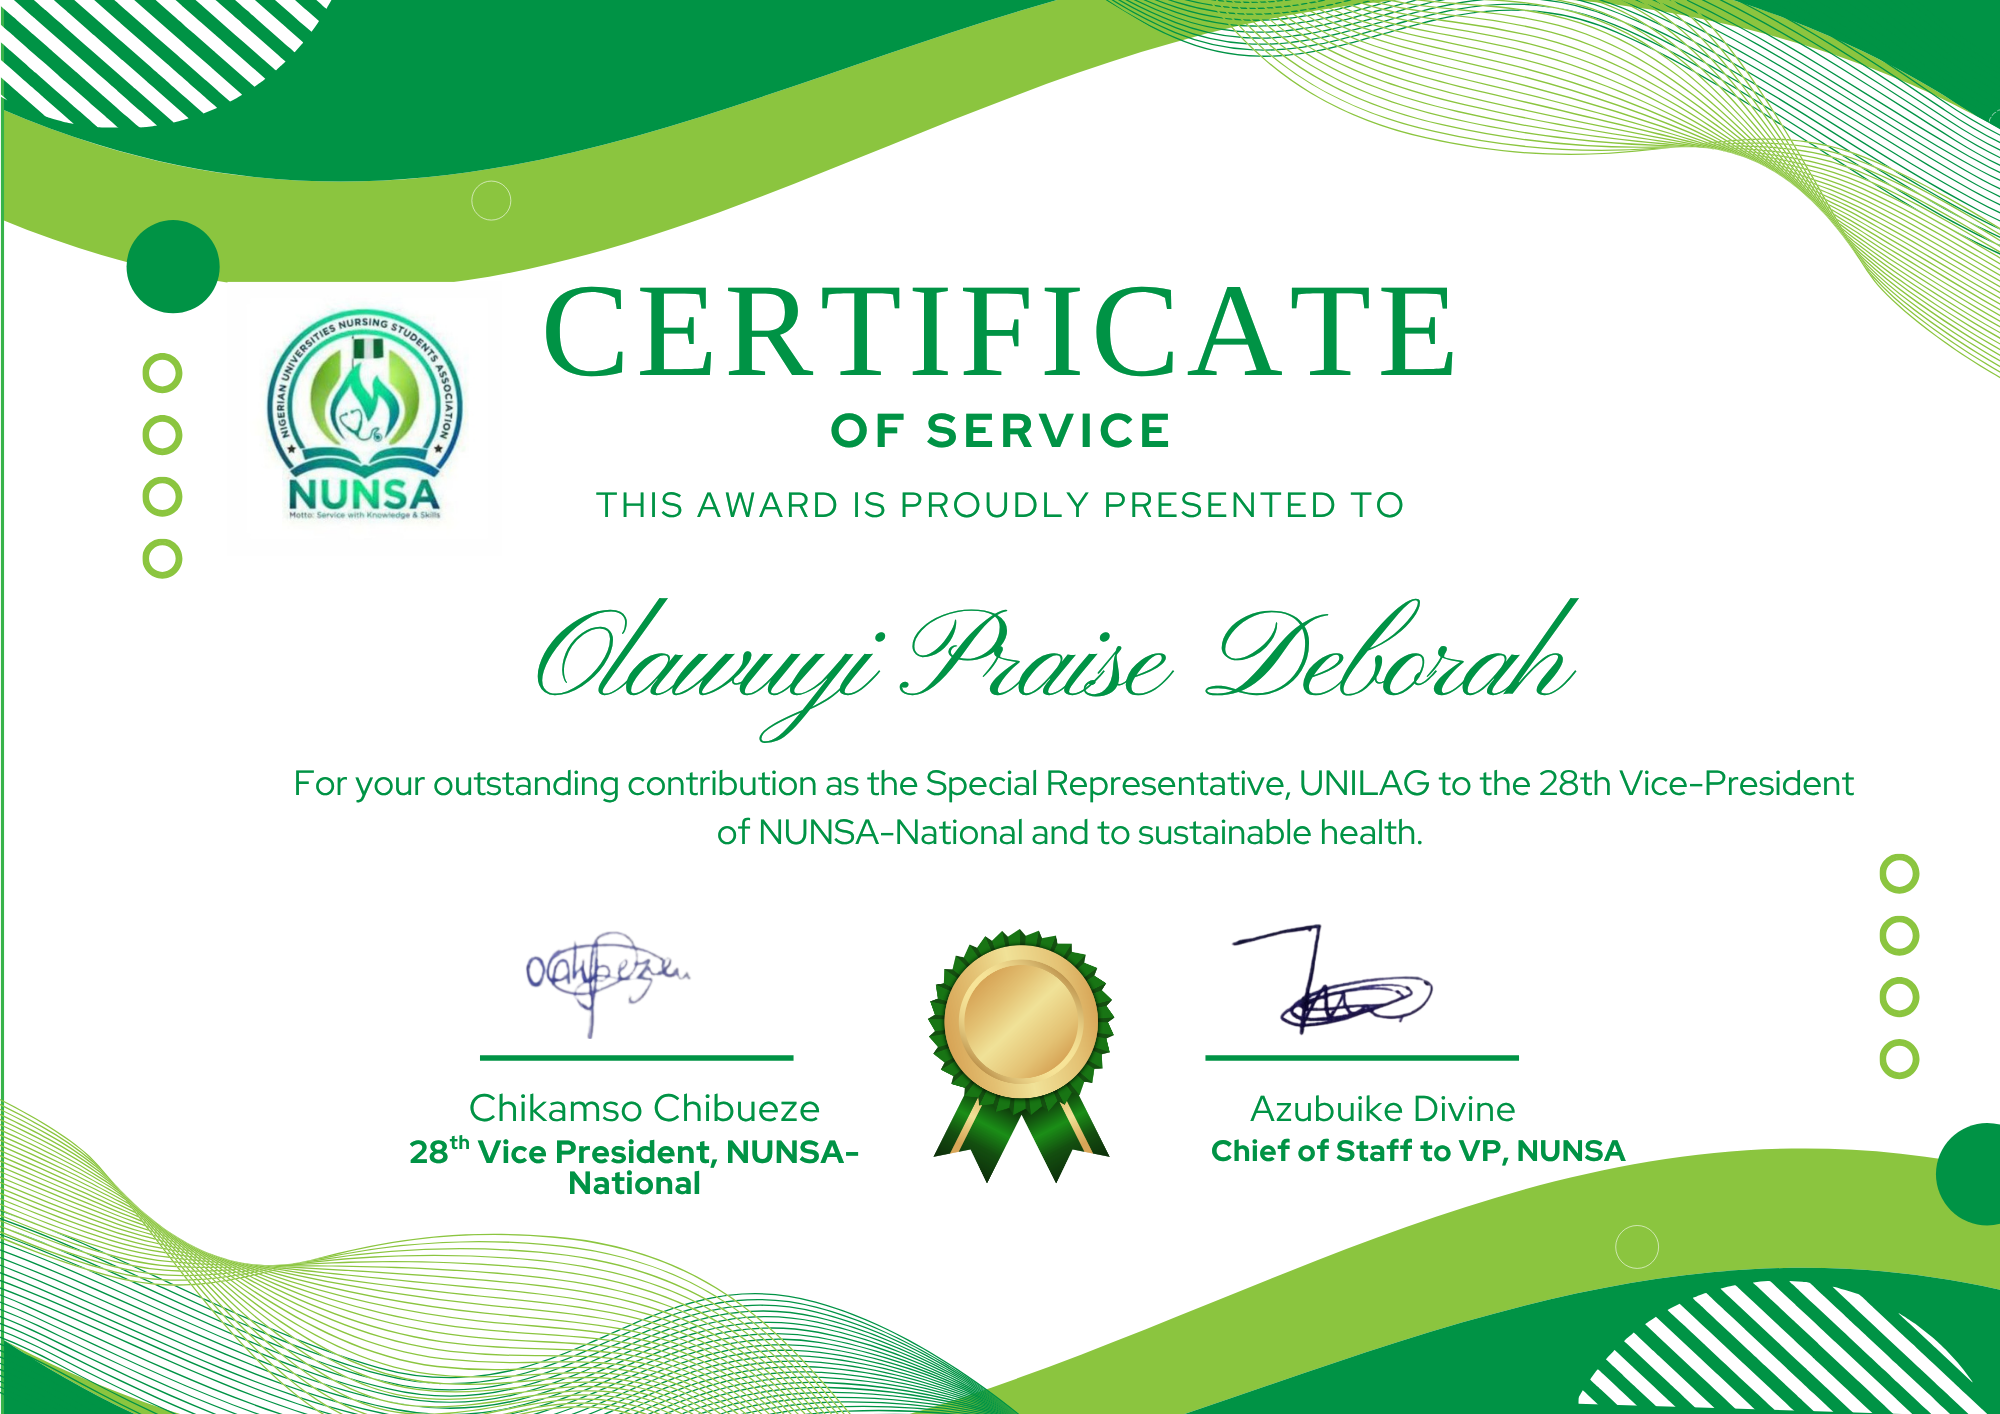 CERTIFICATE
OF SERVICE
NIGERIAN UNIVERSITIES NURSING STUDENTS ASSOCIATION
NUNSA
Motto: Service with Knowledge & Skills
THIS AWARD IS PROUDLY PRESENTED TO
Olawuyi Praise Deborah
For your outstanding contribution as the Special Representative, UNILAG to the 28th Vice-President
of NUNSA-National and to sustainable health.
Chikamso Chibueze
28th Vice President, NUNSA-
National
Azubuike Divine
Chief of Staff to VP, NUNSA